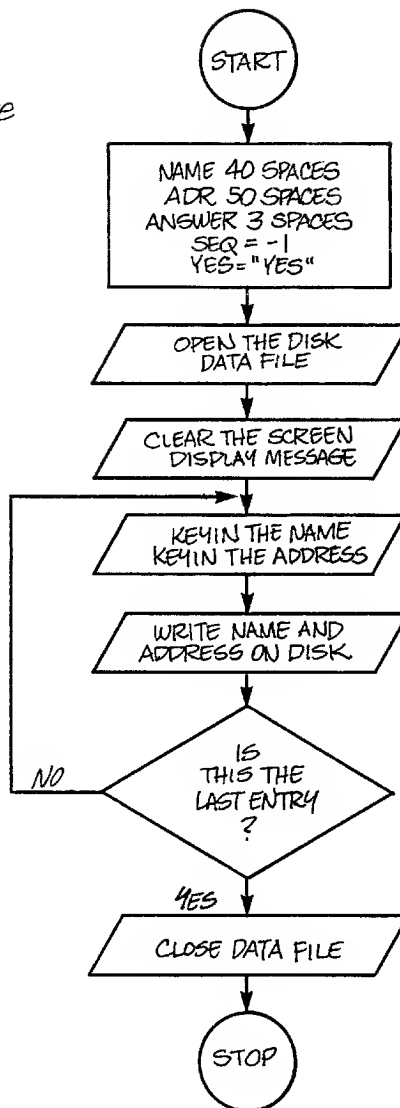 START
NAME 40 SPACES
ADR 50 SPACES
ANSWER 3 SPACES
SEQ = -1
YES="YES"
OPEN THE DISK
DATA FILE
CLEAR THE SCREEN
DISPLAY MESSAGE
KEYIN THE NAME
KEYIN THE ADDRESS
WRITE NAME AND
ADDRESS ON DISK
IS
THIS THE
LAST ENTRY
?
NO
YES
CLOSE DATA FILE
STOP